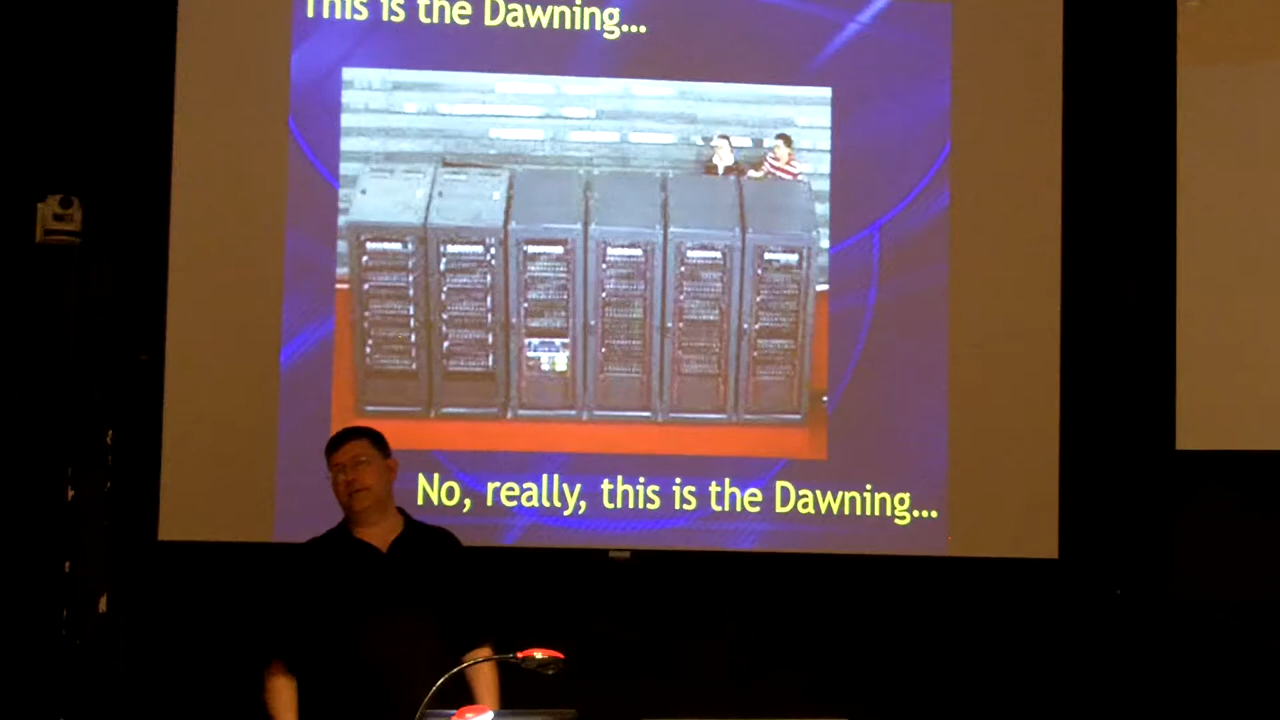 This is the Dawning...
No, really, this is the Dawning...